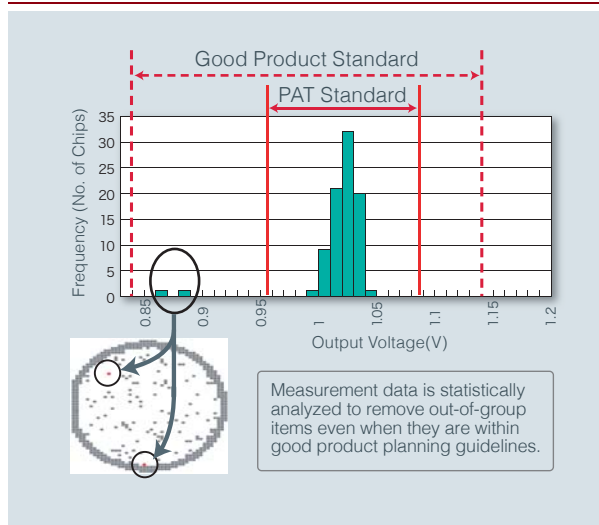 Good Product Standard
PAT Standard
Frequency (No. of Chips)
35
30
25
20
15
10
5
0
0.85
0.9
0.95
1
1.05
1.1
1.15
1.2
Output Voltage(V)
Measurement data is statistically
analyzed to remove out-of-group
items even when they are within
good product planning guidelines.